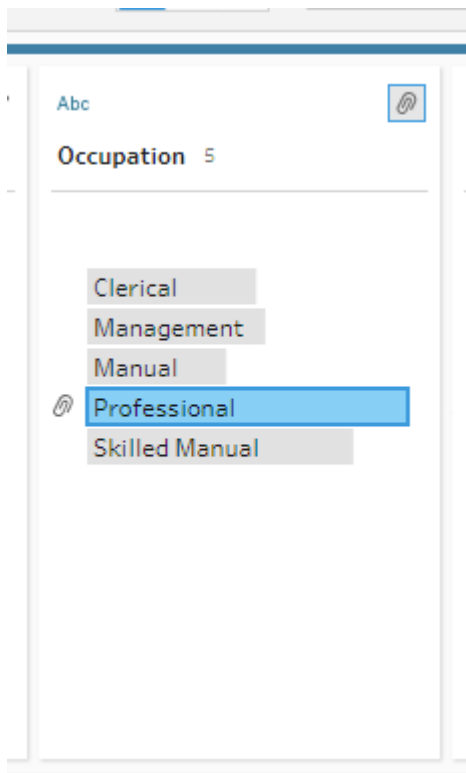 Abc
Occupation 5
Clerical
Management
Manual
Professional
Skilled Manual